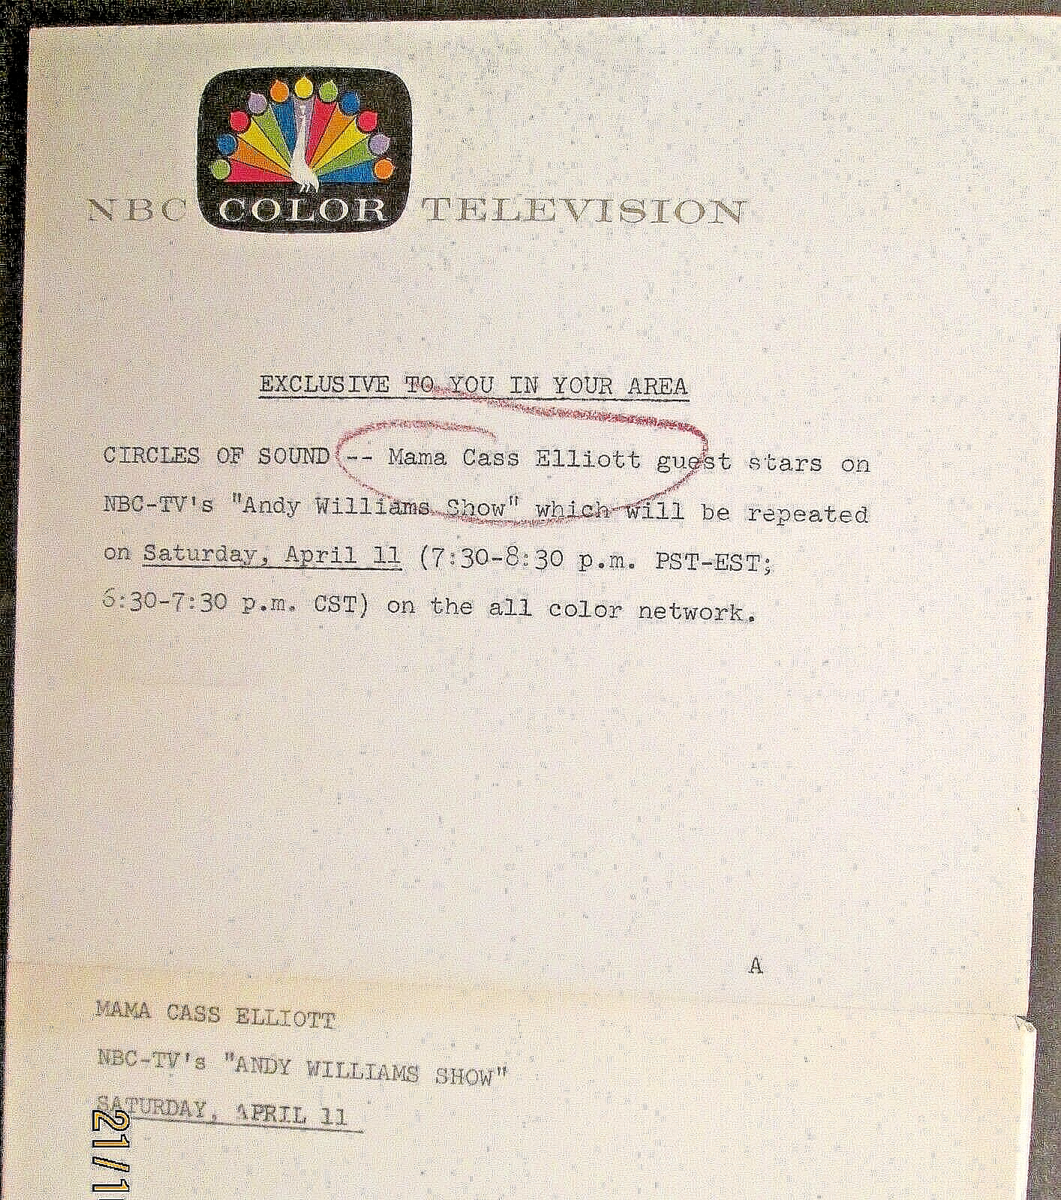 NBC COLOR TELEVISION
EXCLUSIVE TO YOU IN YOUR AREA
CIRCLES OF SOUND -- Mama Cass Elliott guest stars on
NBC-TV's "Andy Williams Show" which will be repeated
on Saturday, April 11 (7:30-8:30 p.m. PST-EST;
6:30-7:30 p.m. CST) on the all color network.
A
MAMA CASS ELLIOTT
NBC-TV's "ANDY WILLIAMS SHOW"
SATURDAY, APRIL 11